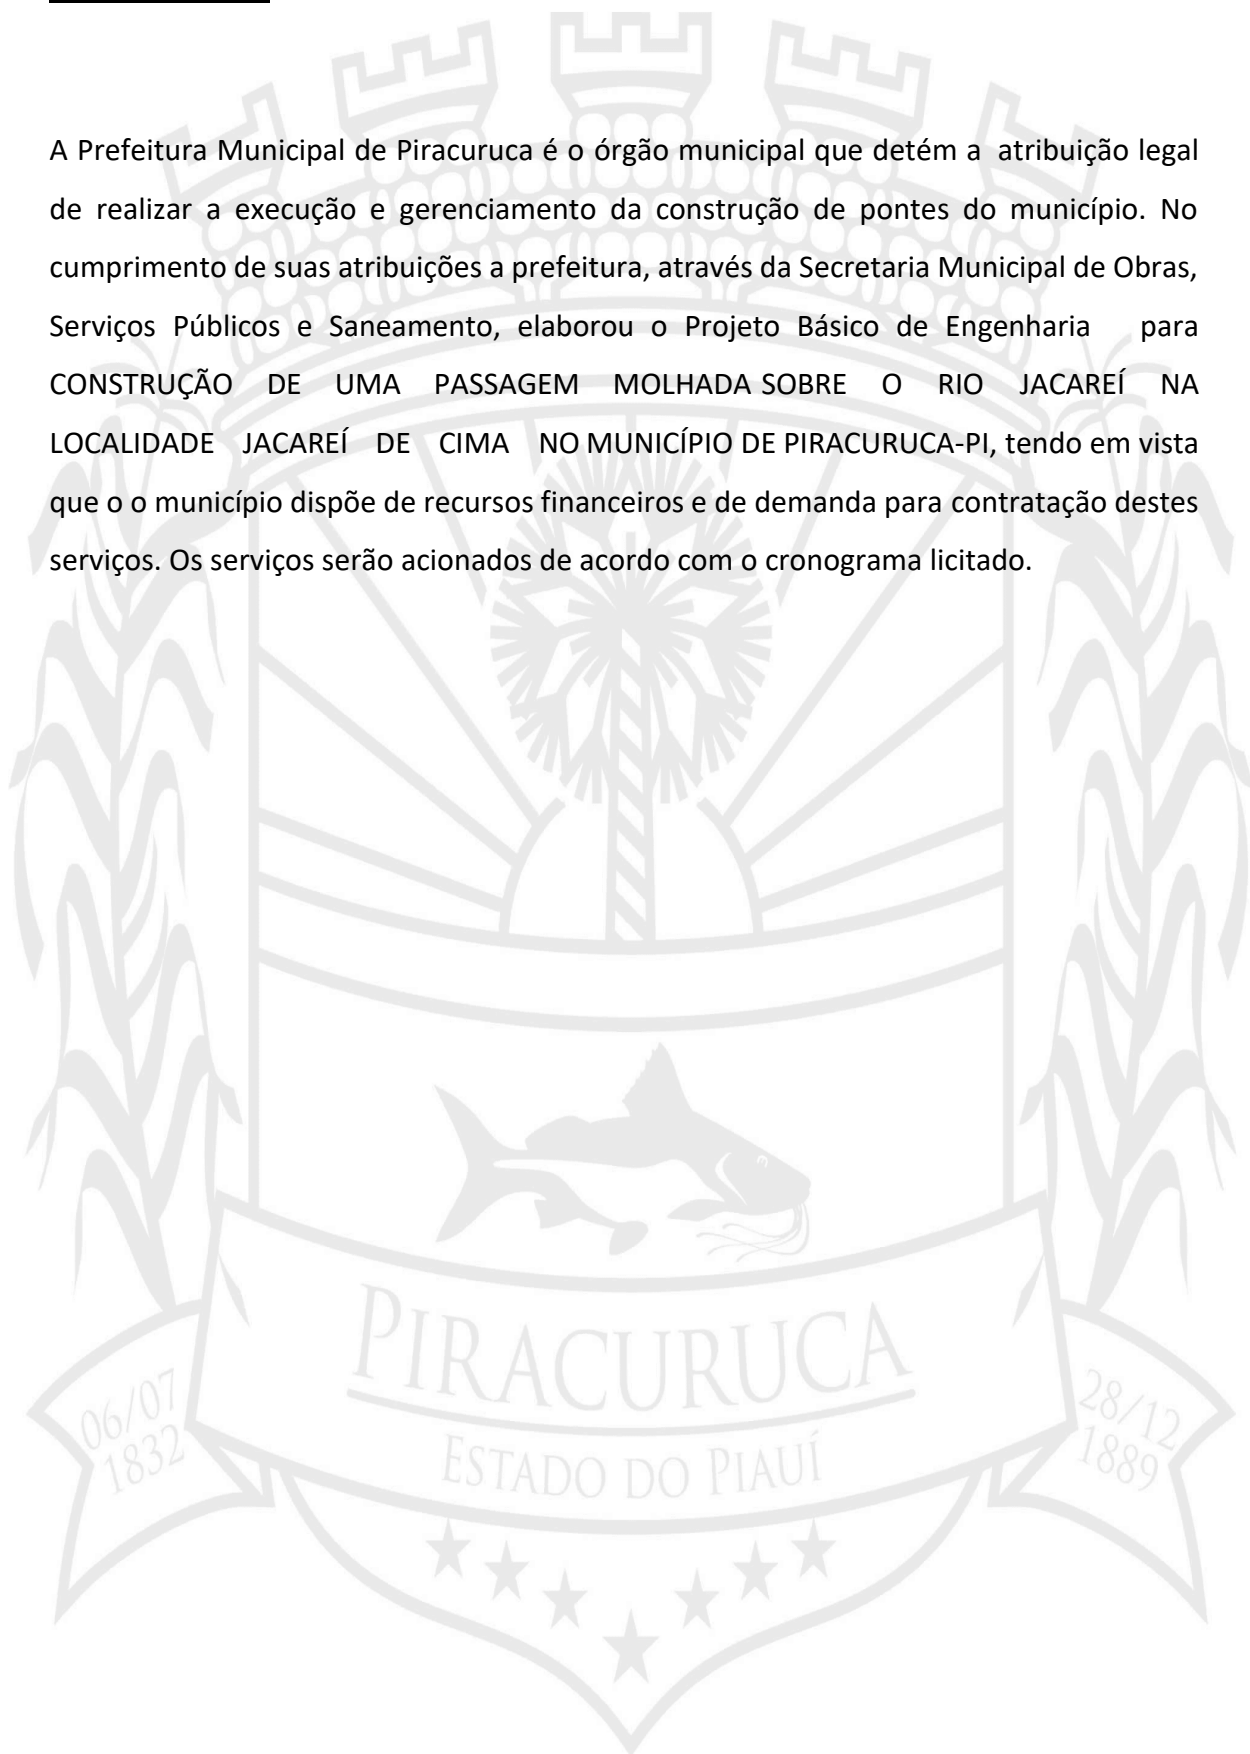 A Prefeitura Municipal de Piracuruca é o órgão municipal que detém a atribuição legal
de realizar a execução e gerenciamento da construção de pontes do município. No
cumprimento de suas atribuições a prefeitura, através da Secretaria Municipal de Obras,
Serviços Públicos e Saneamento, elaborou o Projeto Básico de Engenharia para
CONSTRUÇÃO DE UMA PASSAGEM MOLHADA SOBRE O RIO JACAREÍ NA
LOCALIDADE JACAREÍ DE CIMA NO MUNICÍPIO DE PIRACURUCA-PI, tendo em vista
que o o município dispõe de recursos financeiros e de demanda para contratação destes
serviços. Os serviços serão acionados de acordo com o cronograma licitado.
PIRACURUCA
ESTADO DO PIAUÍ
06/07
1832
28/12
1889